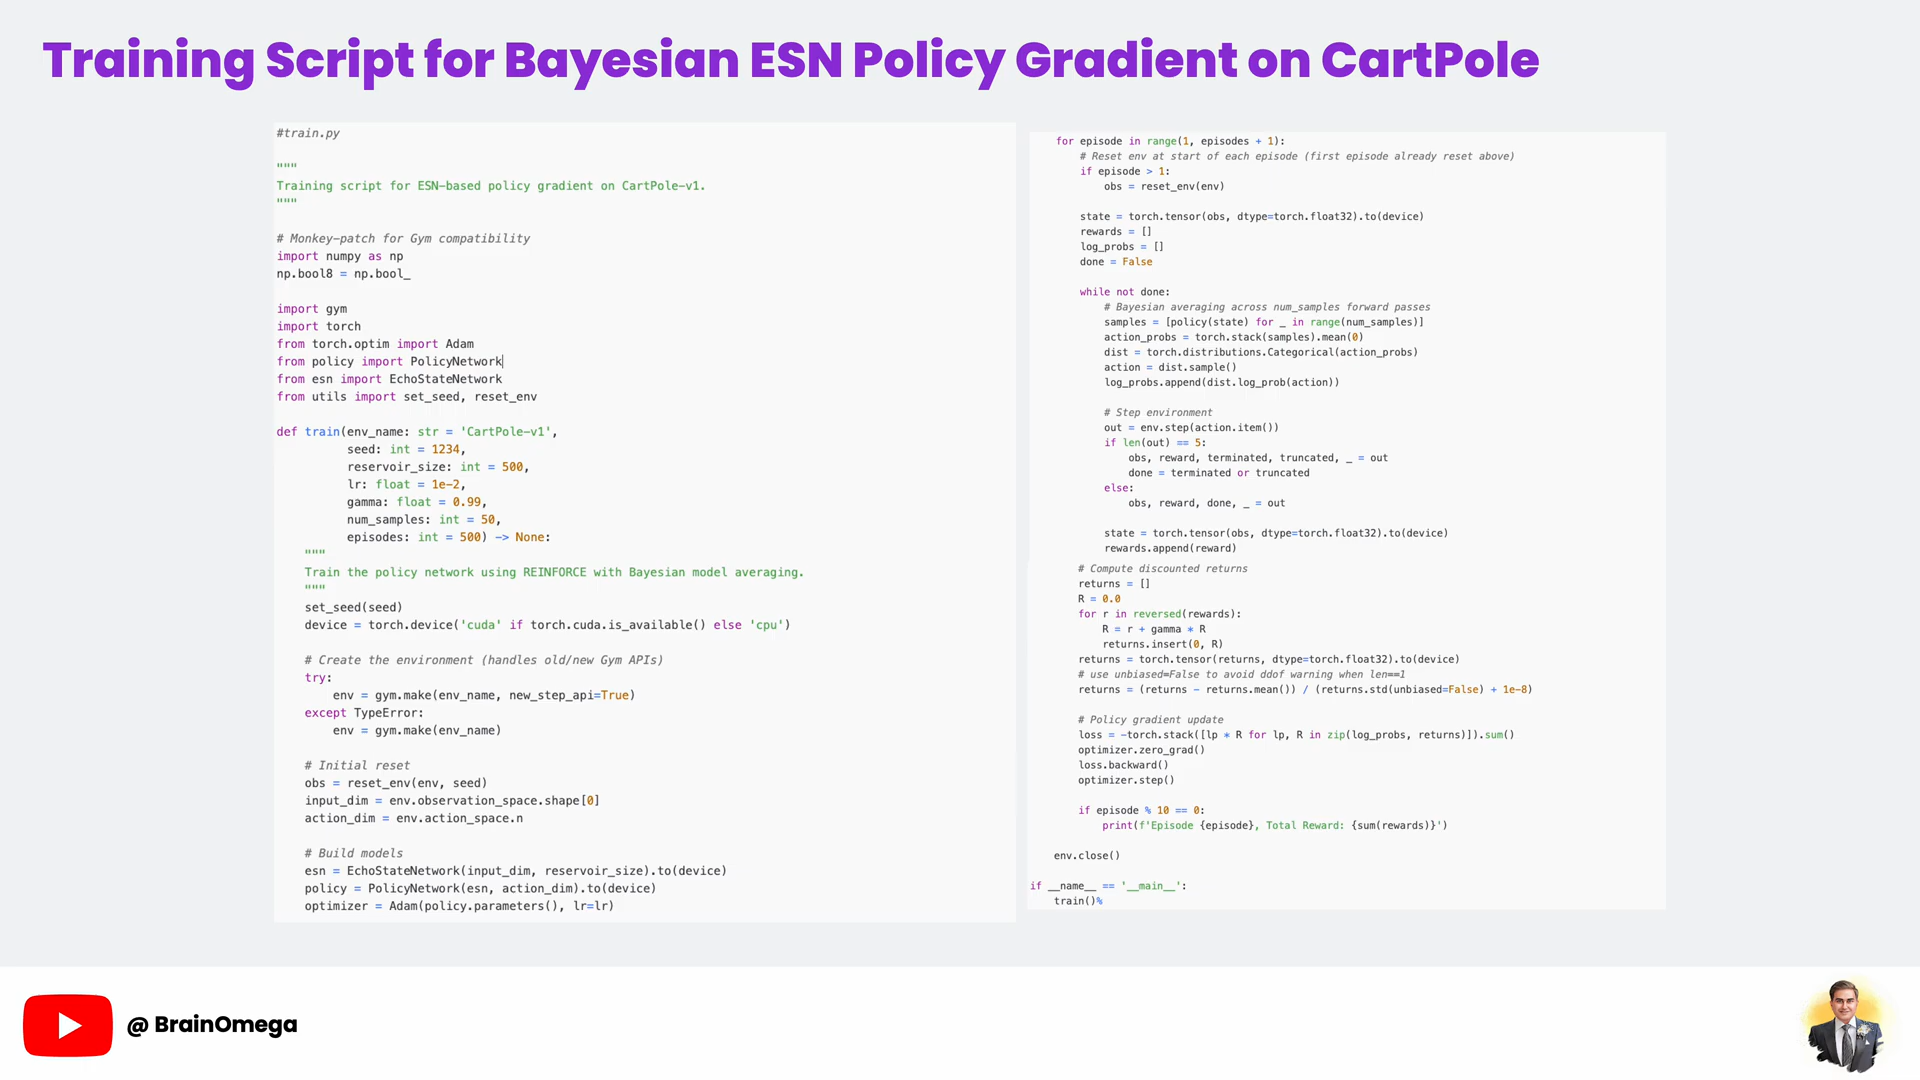 Training Script for Bayesian ESN Policy Gradient on CartPole
#train.py
"""
Training script for ESN-based policy gradient on CartPole-v1.
"""
# Monkey-patch for Gym compatibility
import numpy as np
np.bool8 = np.bool_
import gym
import torch
from torch.optim import Adam
from policy import PolicyNetwork
from esn import EchoStateNetwork
from utils import set_seed, reset_env
def train(env_name: str = 'CartPole-v1',
seed: int = 1234,
reservoir_size: int = 500,
lr: float = 1e-2,
gamma: float = 0.99,
num_samples: int = 50,
episodes: int = 500) -> None:
"""
Train the policy network using REINFORCE with Bayesian model averaging.
"""
set_seed(seed)
device = torch.device('cuda' if torch.cuda.is_available() else 'cpu')
# Create the environment (handles old/new Gym APIs)
try:
env = gym.make(env_name, new_step_api=True)
except TypeError:
env = gym.make(env_name)
# Initial reset
obs = reset_env(env, seed)
input_dim = env.observation_space.shape[0]
action_dim = env.action_space.n
# Build models
esn = EchoStateNetwork(input_dim, reservoir_size).to(device)
policy = PolicyNetwork(esn, action_dim).to(device)
optimizer = Adam(policy.parameters(), lr=lr)
for episode in range(1, episodes + 1):
# Reset env at start of each episode (first episode already reset above)
if episode > 1:
obs = reset_env(env)
state = torch.tensor(obs, dtype=torch.float32).to(device)
rewards = []
log_probs = []
done = False
while not done:
# Bayesian averaging across num_samples forward passes
samples = [policy(state) for _ in range(num_samples)]
action_probs = torch.stack(samples).mean(0)
dist = torch.distributions.Categorical(action_probs)
action = dist.sample()
log_probs.append(dist.log_prob(action))
# Step environment
out = env.step(action.item())
if len(out) == 5:
obs, reward, terminated, truncated, _ = out
done = terminated or truncated
else:
obs, reward, done, _ = out
state = torch.tensor(obs, dtype=torch.float32).to(device)
rewards.append(reward)
# Compute discounted returns
returns = []
R = 0.0
for r in reversed(rewards):
R = r + gamma * R
returns.insert(0, R)
returns = torch.tensor(returns, dtype=torch.float32).to(device)
# use unbiased=False to avoid ddof warning when len==1
returns = (returns - returns.mean()) / (returns.std(unbiased=False) + 1e-8)
# Policy gradient update
loss = -torch.stack([lp * R for lp, R in zip(log_probs, returns)]).sum()
optimizer.zero_grad()
loss.backward()
optimizer.step()
if episode % 10 == 0:
print(f'Episode {episode}, Total Reward: {sum(rewards)}')
env.close()
if __name__ == '__main__':
train()%
@ BrainOmega